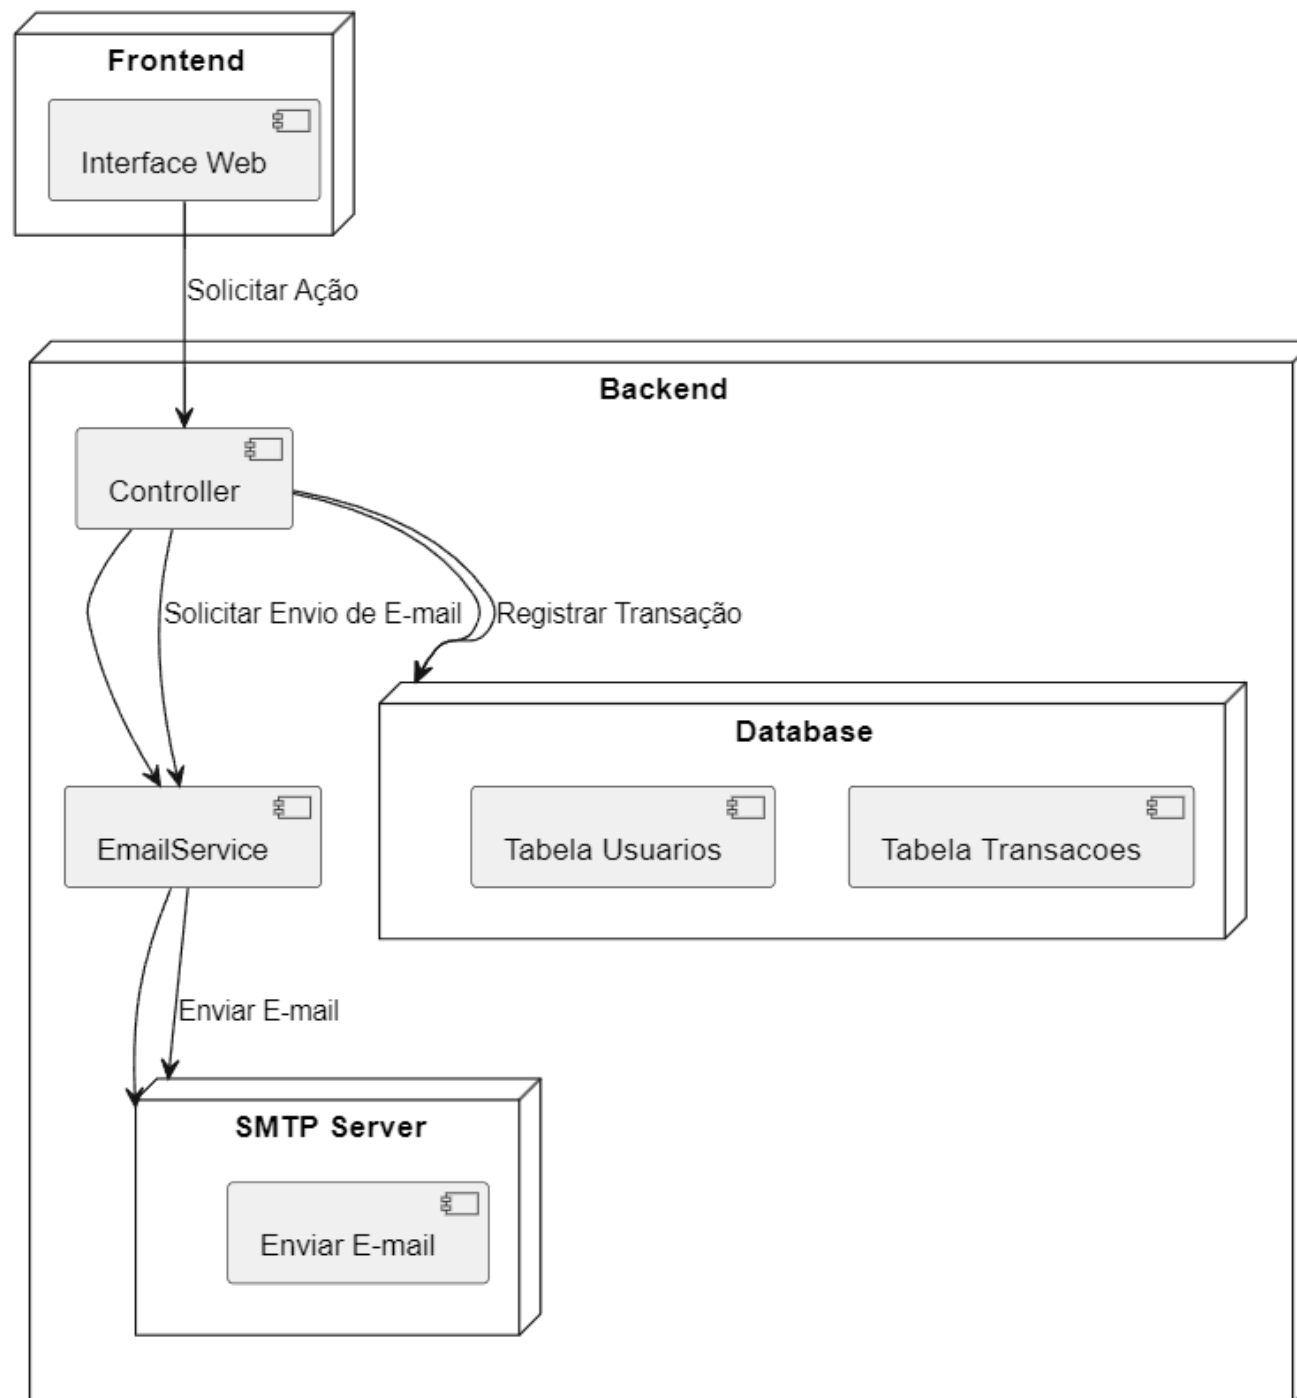 Frontend
Interface Web
Solicitar Ação
Backend
Controller
Solicitar Envio de E-mail
Registrar Transação
Database
EmailService
Tabela Usuarios
Tabela Transacoes
Enviar E-mail
SMTP Server
Enviar E-mail